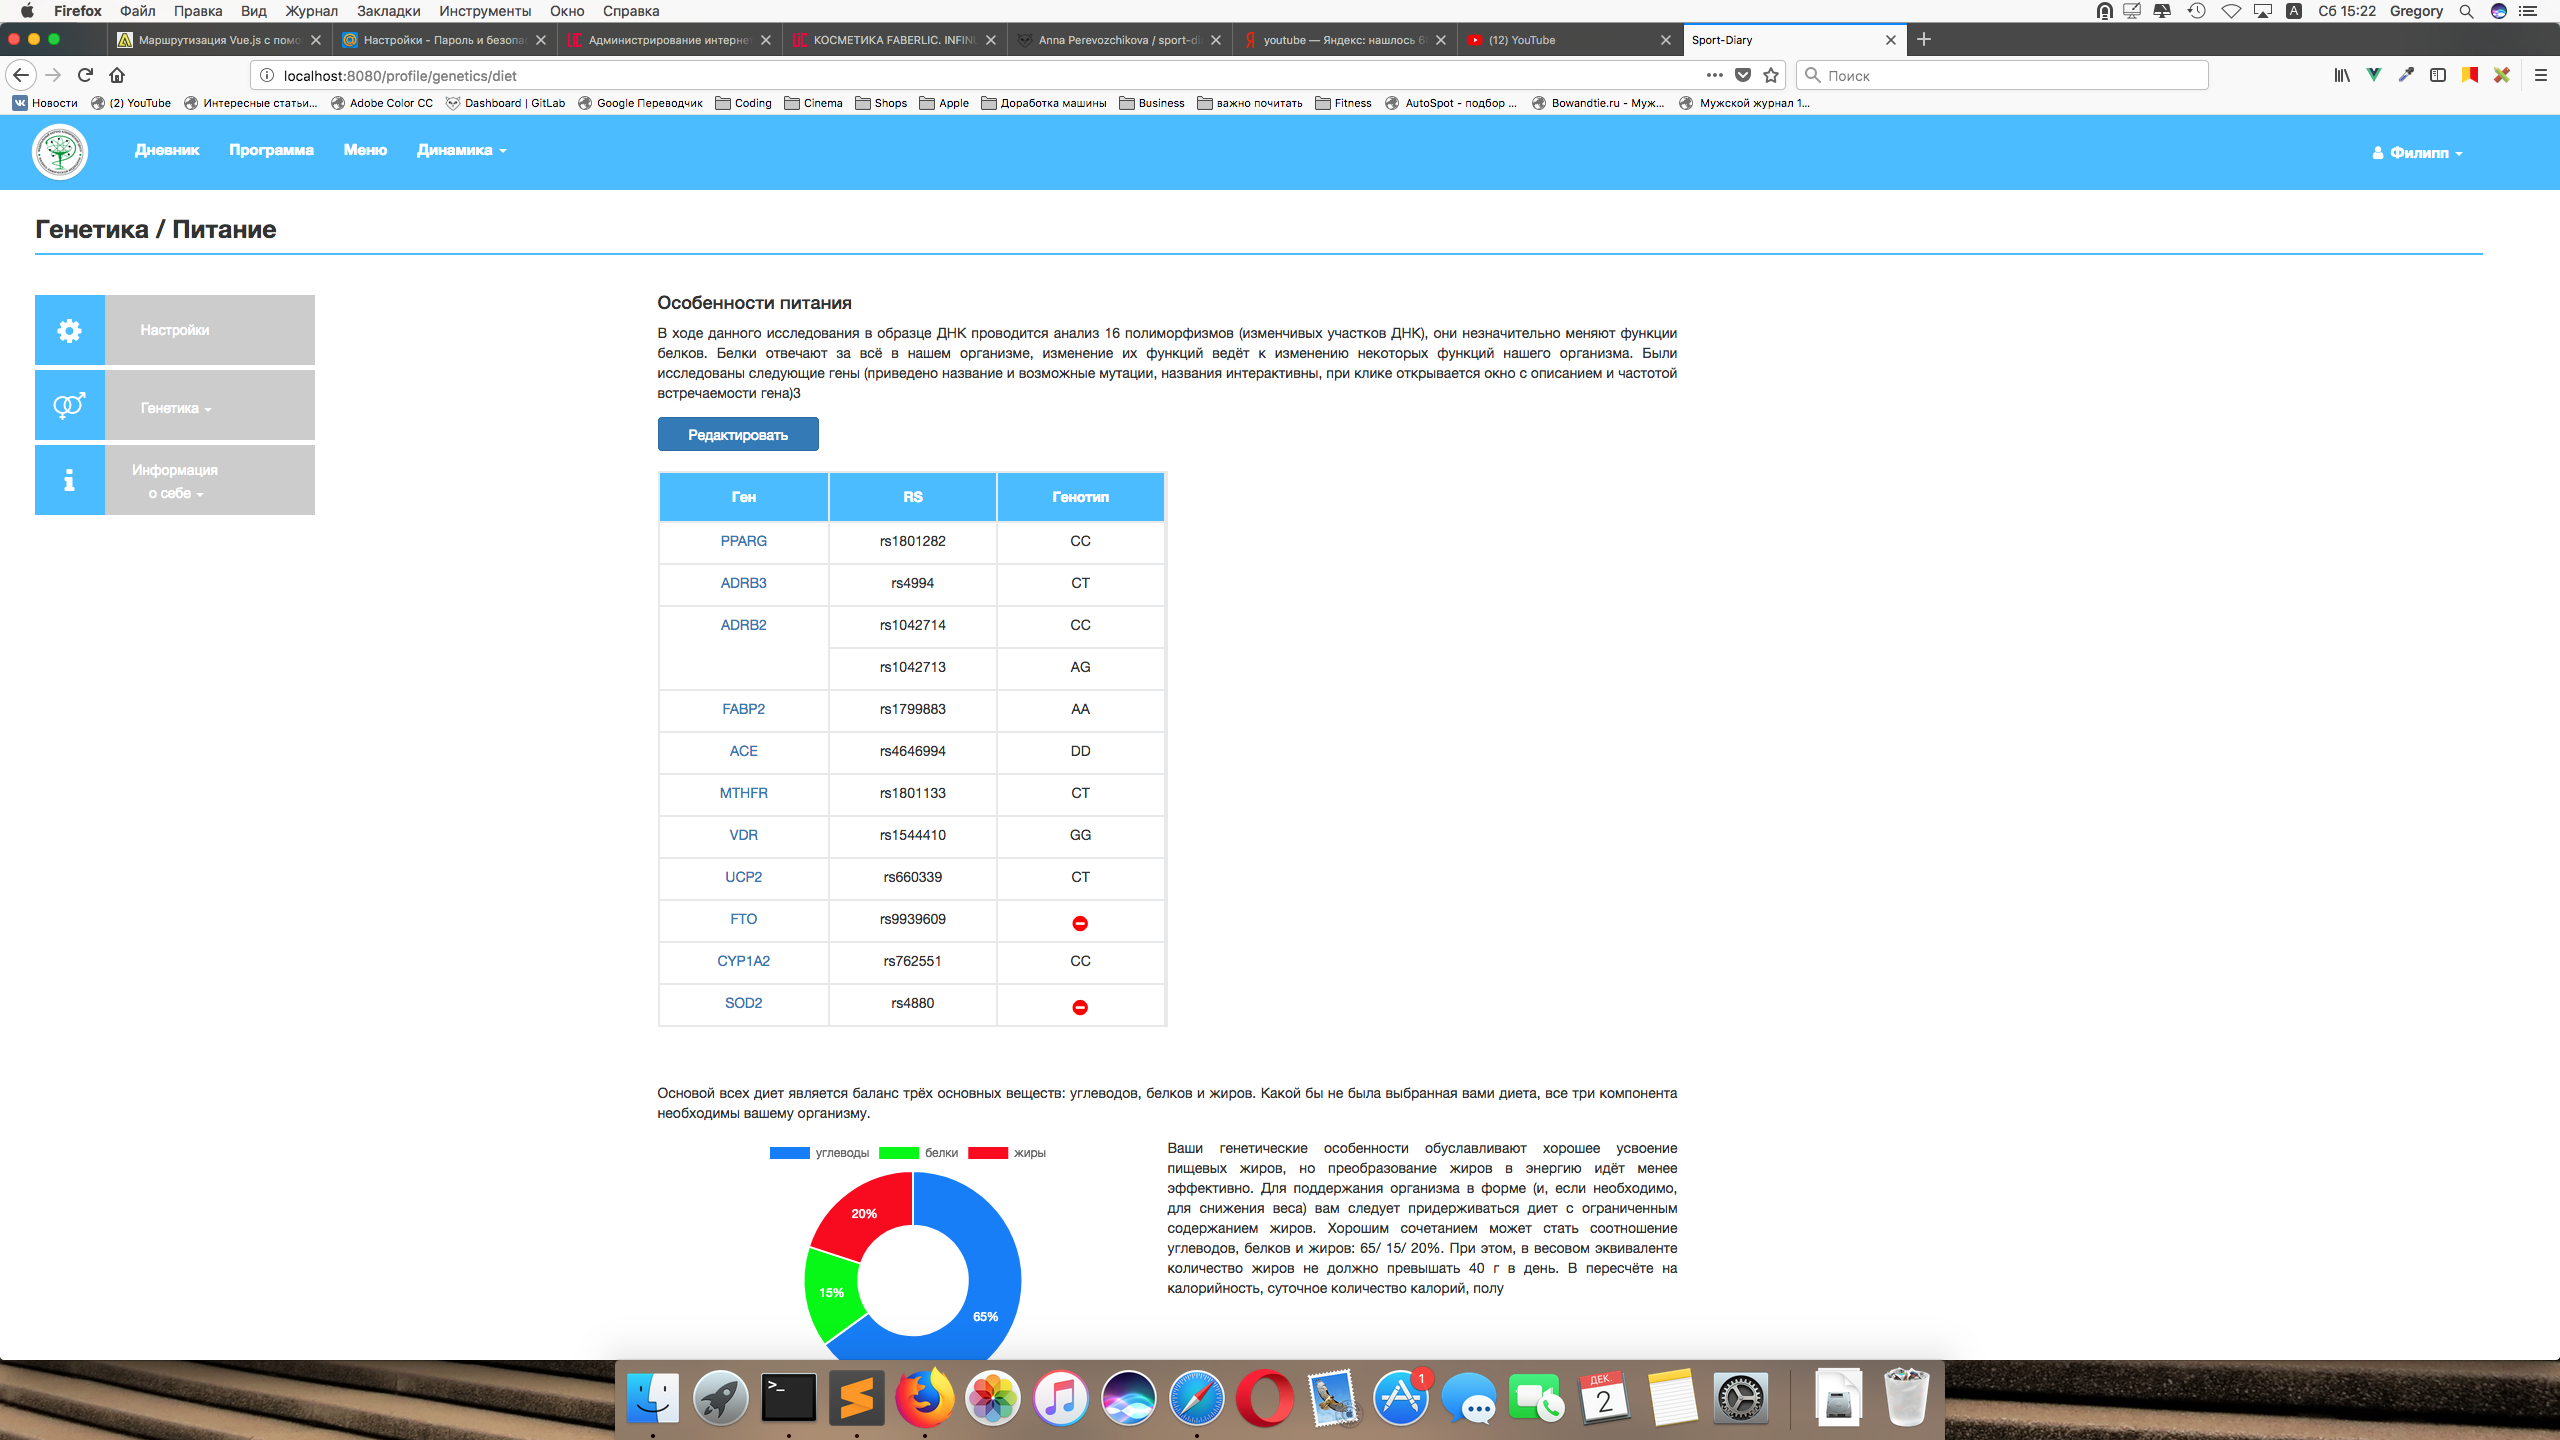 Firefox Файл Правка Вид Журнал Закладки Инструменты Окно Справка Сб 15:22 Gregory
Маршрутизация Vue.js с пом Настройки - Пароль и безопа Администрирование интерне КОСМЕТИКА FABERLIC. INFIN Anna Perevozchikova / sport-di youtube — Яндекс: нашлось 6 (12) YouTube Sport-Diary
localhost:8080/profile/genetics/diet Поиск
Новости (2) YouTube Интересные статьи... Adobe Color CC Dashboard | GitLab Google Переводчик Coding Cinema Shops Apple Доработка машины Business важно почитать Fitness AutoSpot - подбор ... Bowandtie.ru - Муж... Мужской журнал 1...
Дневник Программа Меню Динамика Филипп
Генетика / Питание
Настройки
Генетика
Информация
о себе
Особенности питания
В ходе данного исследования в образце ДНК проводится анализ 16 полиморфизмов (изменчивых участков ДНК), они незначительно меняют функции
белков. Белки отвечают за всё в нашем организме, изменение их функций ведёт к изменению некоторых функций нашего организма. Были
исследованы следующие гены (приведено название и возможные мутации, названия интерактивны, при клике открывается окно с описанием и частотой
встречаемости гена)3
Редактировать
Ген RS Генотип
PPARG rs1801282 CC
ADRB3 rs4994 CT
ADRB2 rs1042714 CC
rs1042713 AG
FABP2 rs1799883 AA
ACE rs4646994 DD
MTHFR rs1801133 CT
VDR rs1544410 GG
UCP2 rs660339 CT
FTO rs9939609
CYP1A2 rs762551 CC
SOD2 rs4880
Основой всех диет является баланс трёх основных веществ: углеводов, белков и жиров. Какой бы не была выбранная вами диета, все три компонента
необходимы вашему организму.
углеводы белки жиры
20%
15%
65%
Ваши генетические особенности обуславливают хорошее усвоение
пищевых жиров, но преобразование жиров в энергию идёт менее
эффективно. Для поддержания организма в форме (и, если необходимо,
для снижения веса) вам следует придерживаться диет с ограниченным
содержанием жиров. Хорошим сочетанием может стать соотношение
углеводов, белков и жиров: 65/ 15/ 20%. При этом, в весовом эквиваленте
количество жиров не должно превышать 40 г в день. В пересчёте на
калорийность, суточное количество калорий, полу
1
ДЕК.
2